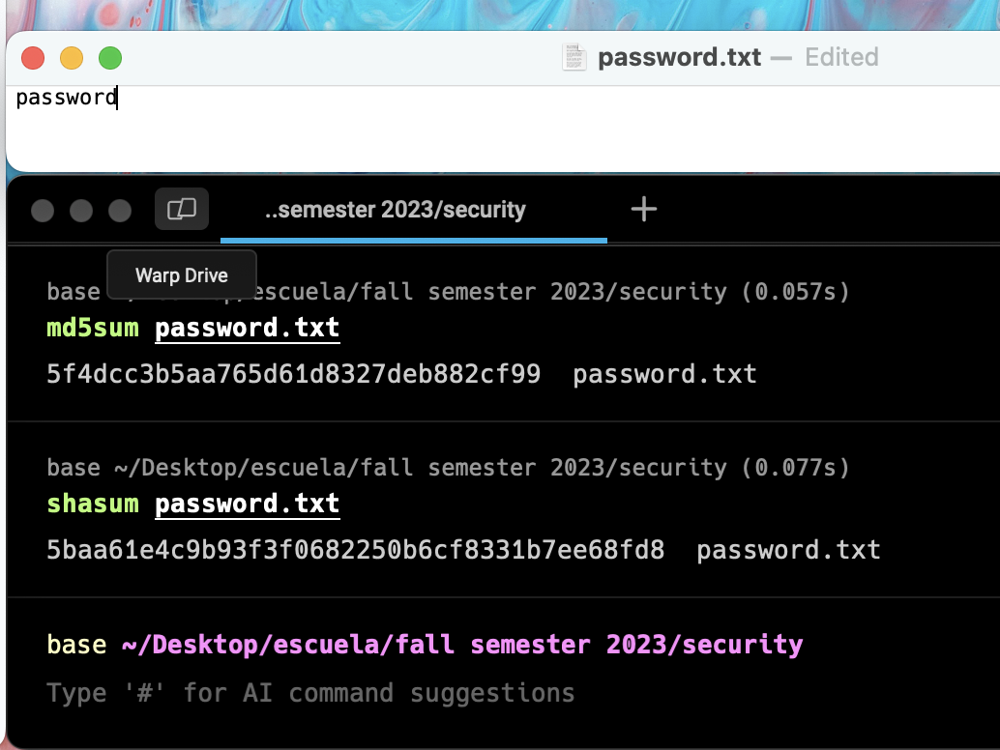 password.txt — Edited
password
..semester 2023/security
Warp Drive
base escuela/fall semester 2023/security (0.057s)
md5sum password.txt
5f4dcc3b5aa765d61d8327deb882cf99 password.txt
base ~/Desktop/escuela/fall semester 2023/security (0.077s)
shasum password.txt
5baa61e4c9b93f3f0682250b6cf8331b7ee68fd8 password.txt
base ~/Desktop/escuela/fall semester 2023/security
Type '#' for AI command suggestions